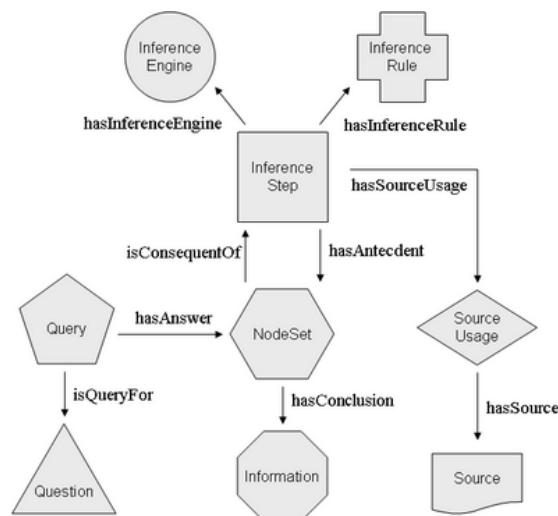 Inference
Engine
Inference
Rule
hasInferenceEngine
hasInferenceRule
Inference
Step
hasSourceUsage
isConsequentOf
hasAntecdent
Query
hasAnswer
NodeSet
Source
Usage
isQueryFor
hasConclusion
hasSource
Question
Information
Source